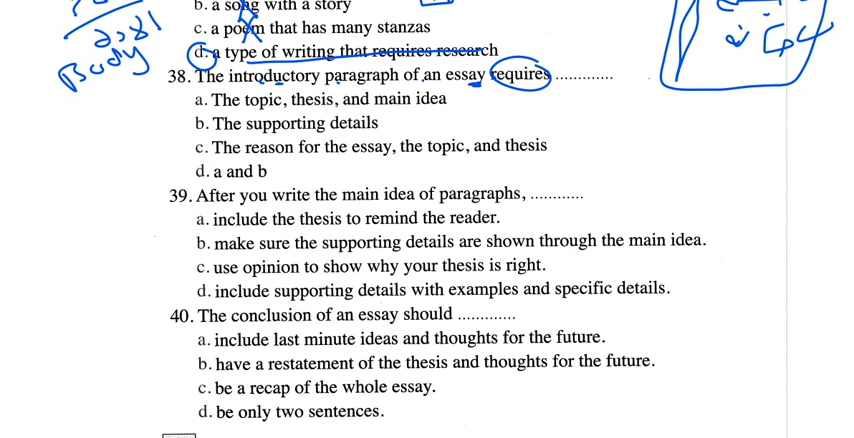 b. a song with a story
c. a poem that has many stanzas
d. a type of writing that requires research
Body
38. The introductory paragraph of an essay requires .............
a. The topic, thesis, and main idea
b. The supporting details
c. The reason for the essay, the topic, and thesis
d. a and b
39. After you write the main idea of paragraphs, ............
a. include the thesis to remind the reader.
b. make sure the supporting details are shown through the main idea.
c. use opinion to show why your thesis is right.
d. include supporting details with examples and specific details.
40. The conclusion of an essay should .............
a. include last minute ideas and thoughts for the future.
b. have a restatement of the thesis and thoughts for the future.
c. be a recap of the whole essay.
d. be only two sentences.